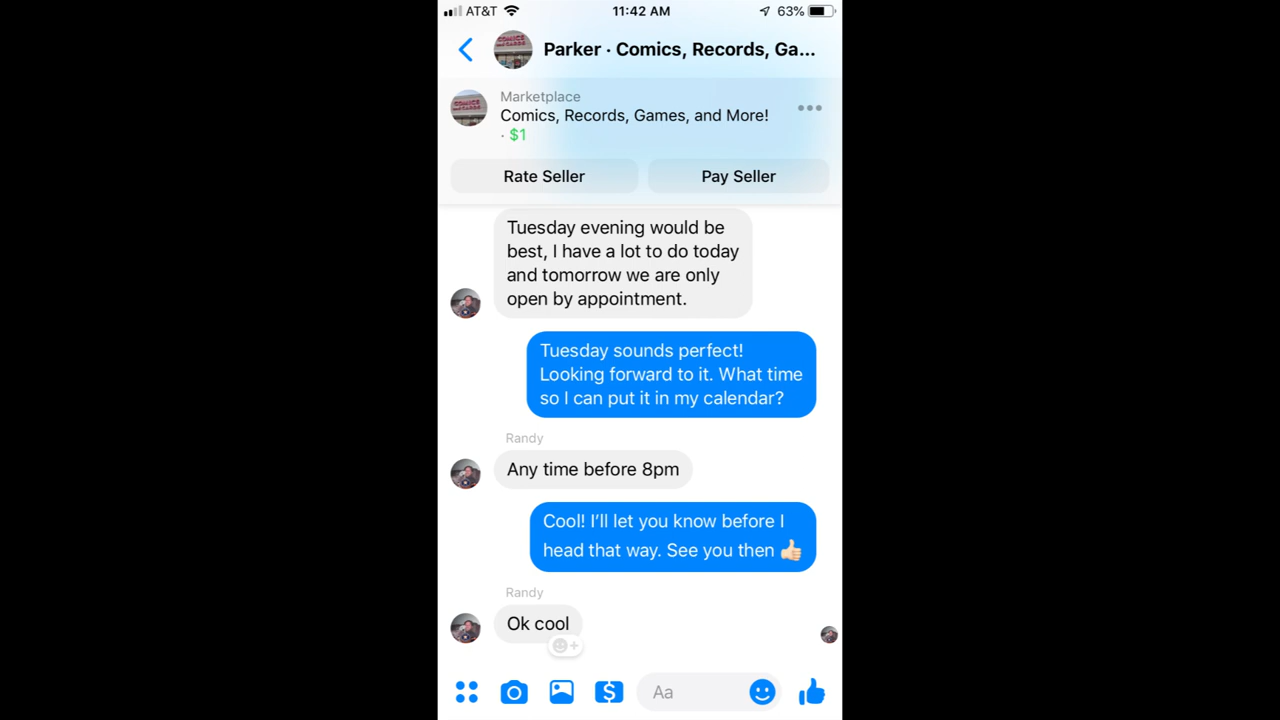 AT&T 11:42 AM 63%
Parker · Comics, Records, Ga...
Marketplace
Comics, Records, Games, and More!
· $1
Rate Seller Pay Seller
Tuesday evening would be
best, I have a lot to do today
and tomorrow we are only
open by appointment.
Tuesday sounds perfect!
Looking forward to it. What time
so I can put it in my calendar?
Randy
Any time before 8pm
Cool! I’ll let you know before I
head that way. See you then 👍🏻
Randy
Ok cool
Aa